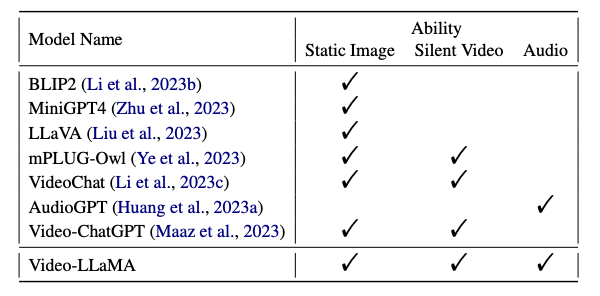 Model Name Ability
Static Image Silent Video Audio
BLIP2 (Li et al., 2023b) ✓
MiniGPT4 (Zhu et al., 2023) ✓
LLaVA (Liu et al., 2023) ✓
mPLUG-Owl (Ye et al., 2023) ✓ ✓
VideoChat (Li et al., 2023c) ✓ ✓
AudioGPT (Huang et al., 2023a) ✓
Video-ChatGPT (Maaz et al., 2023) ✓ ✓
Video-LLaMA ✓ ✓ ✓